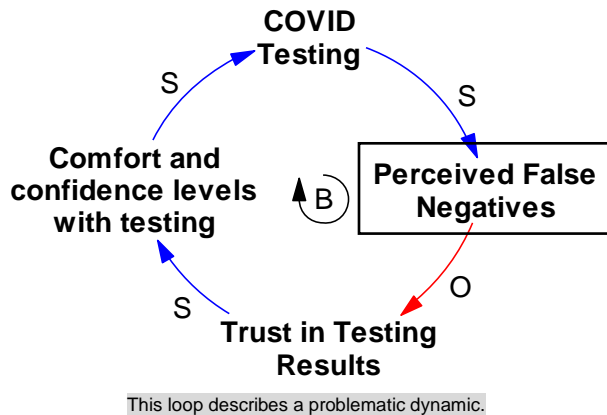 COVID
Testing
S
S
Comfort and
confidence levels
with testing
B
Perceived False
Negatives
S
O
Trust in Testing
Results
This loop describes a problematic dynamic.